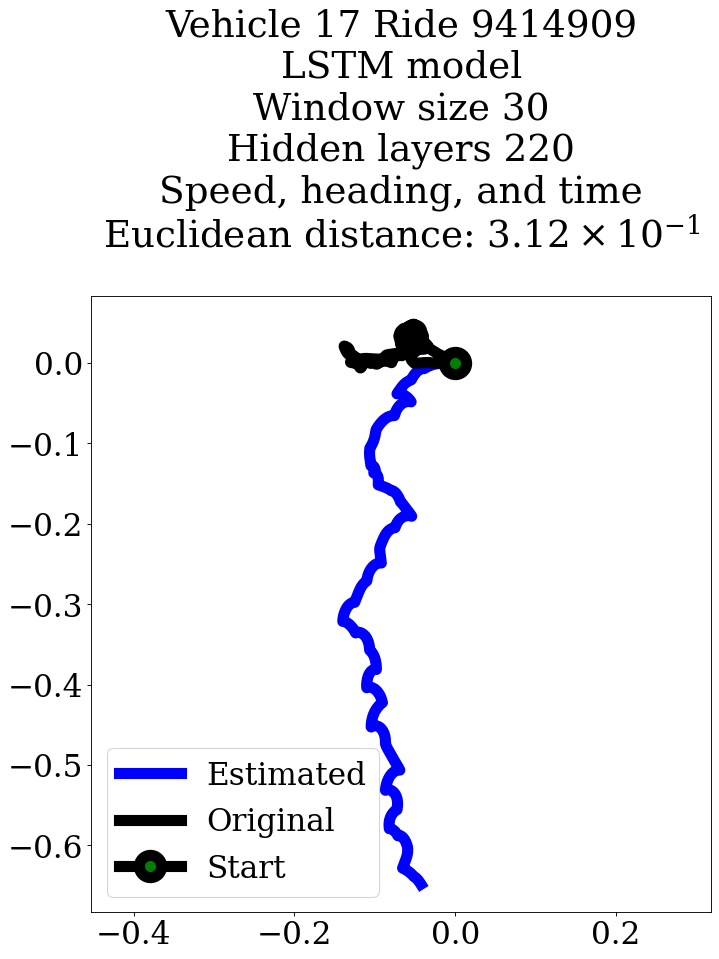 Vehicle 17 Ride 9414909
LSTM model
Window size 30
Hidden layers 220
Speed, heading, and time
Euclidean distance: 3.12 × 10⁻¹
0.0
−0.1
−0.2
−0.3
−0.4
−0.5
−0.6
Estimated
Original
Start
−0.4
−0.2
0.0
0.2